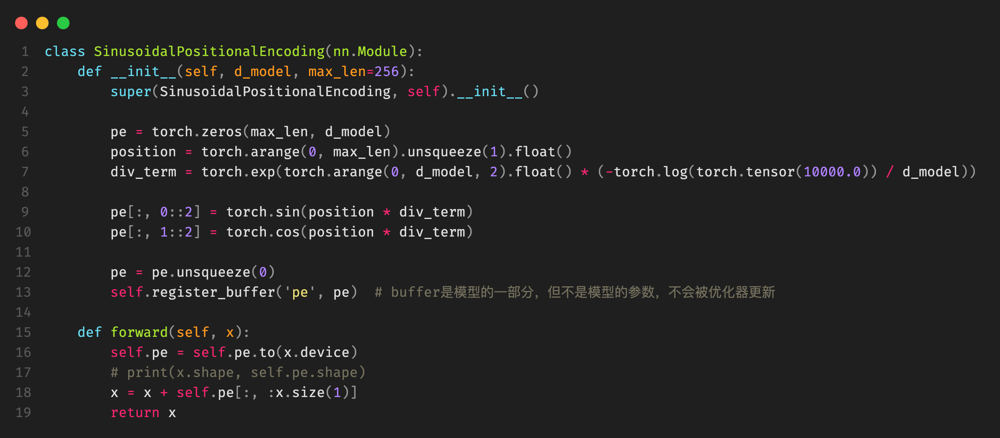 1 class SinusoidalPositionalEncoding(nn.Module):
2     def __init__(self, d_model, max_len=256):
3         super(SinusoidalPositionalEncoding, self).__init__()
4
5         pe = torch.zeros(max_len, d_model)
6         position = torch.arange(0, max_len).unsqueeze(1).float()
7         div_term = torch.exp(torch.arange(0, d_model, 2).float() * (-torch.log(torch.tensor(10000.0)) / d_model))
8
9         pe[:, 0::2] = torch.sin(position * div_term)
10         pe[:, 1::2] = torch.cos(position * div_term)
11
12         pe = pe.unsqueeze(0)
13         self.register_buffer('pe', pe)  # buffer是模型的一部分，但不是模型的参数，不会被优化器更新
14
15     def forward(self, x):
16         self.pe = self.pe.to(x.device)
17         # print(x.shape, self.pe.shape)
18         x = x + self.pe[:, :x.size(1)]
19         return x